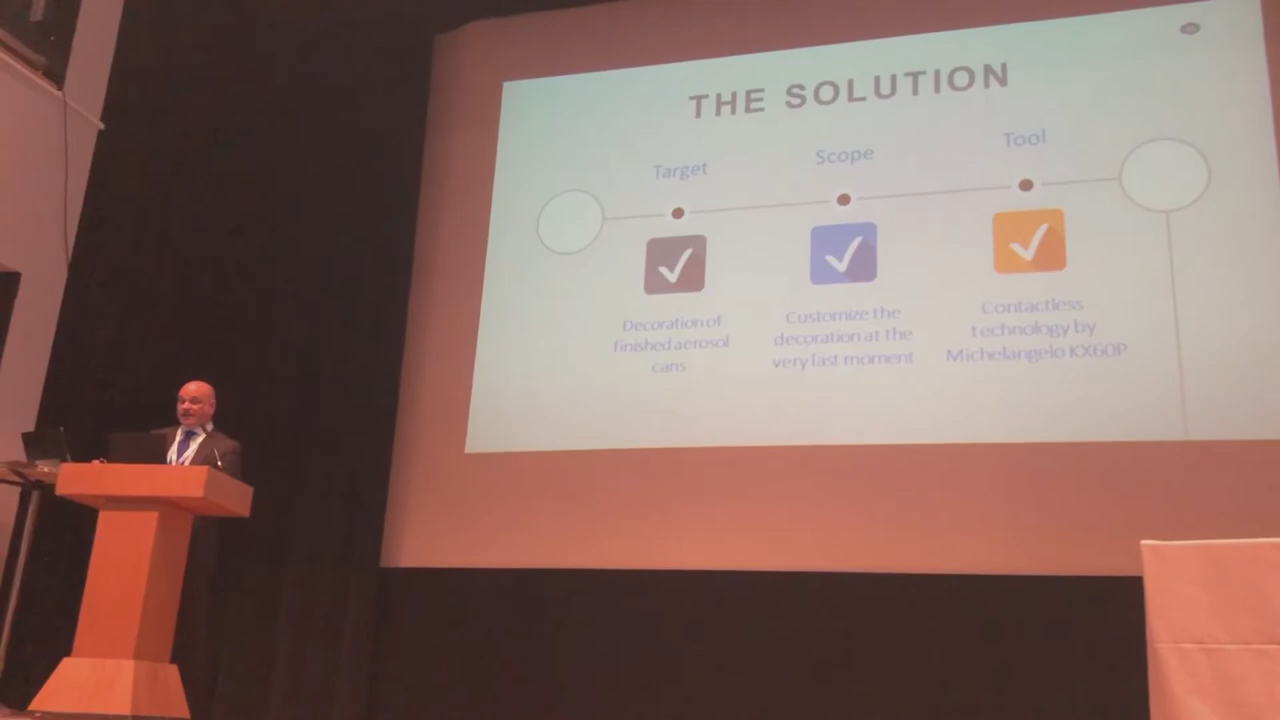 THE SOLUTION
Target
Scope
Tool
Decoration of
finished aerosol
cans
Customize the
decoration at the
very last moment
Contactless
technology by
Michelangelo KX60P